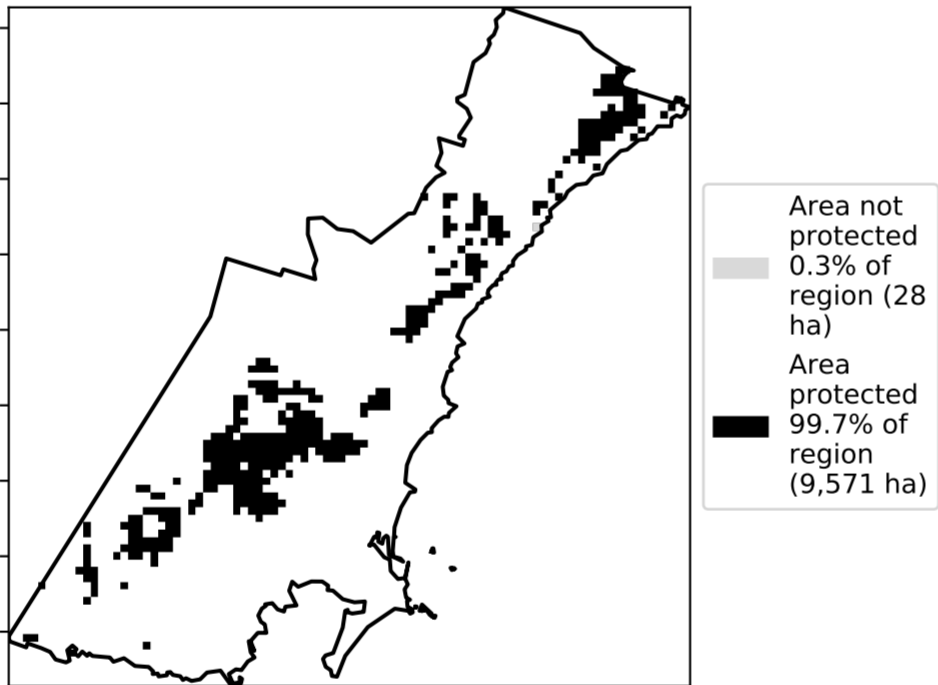 Area not
protected
0.3% of
region (28
ha)
Area
protected
99.7% of
region
(9,571 ha)